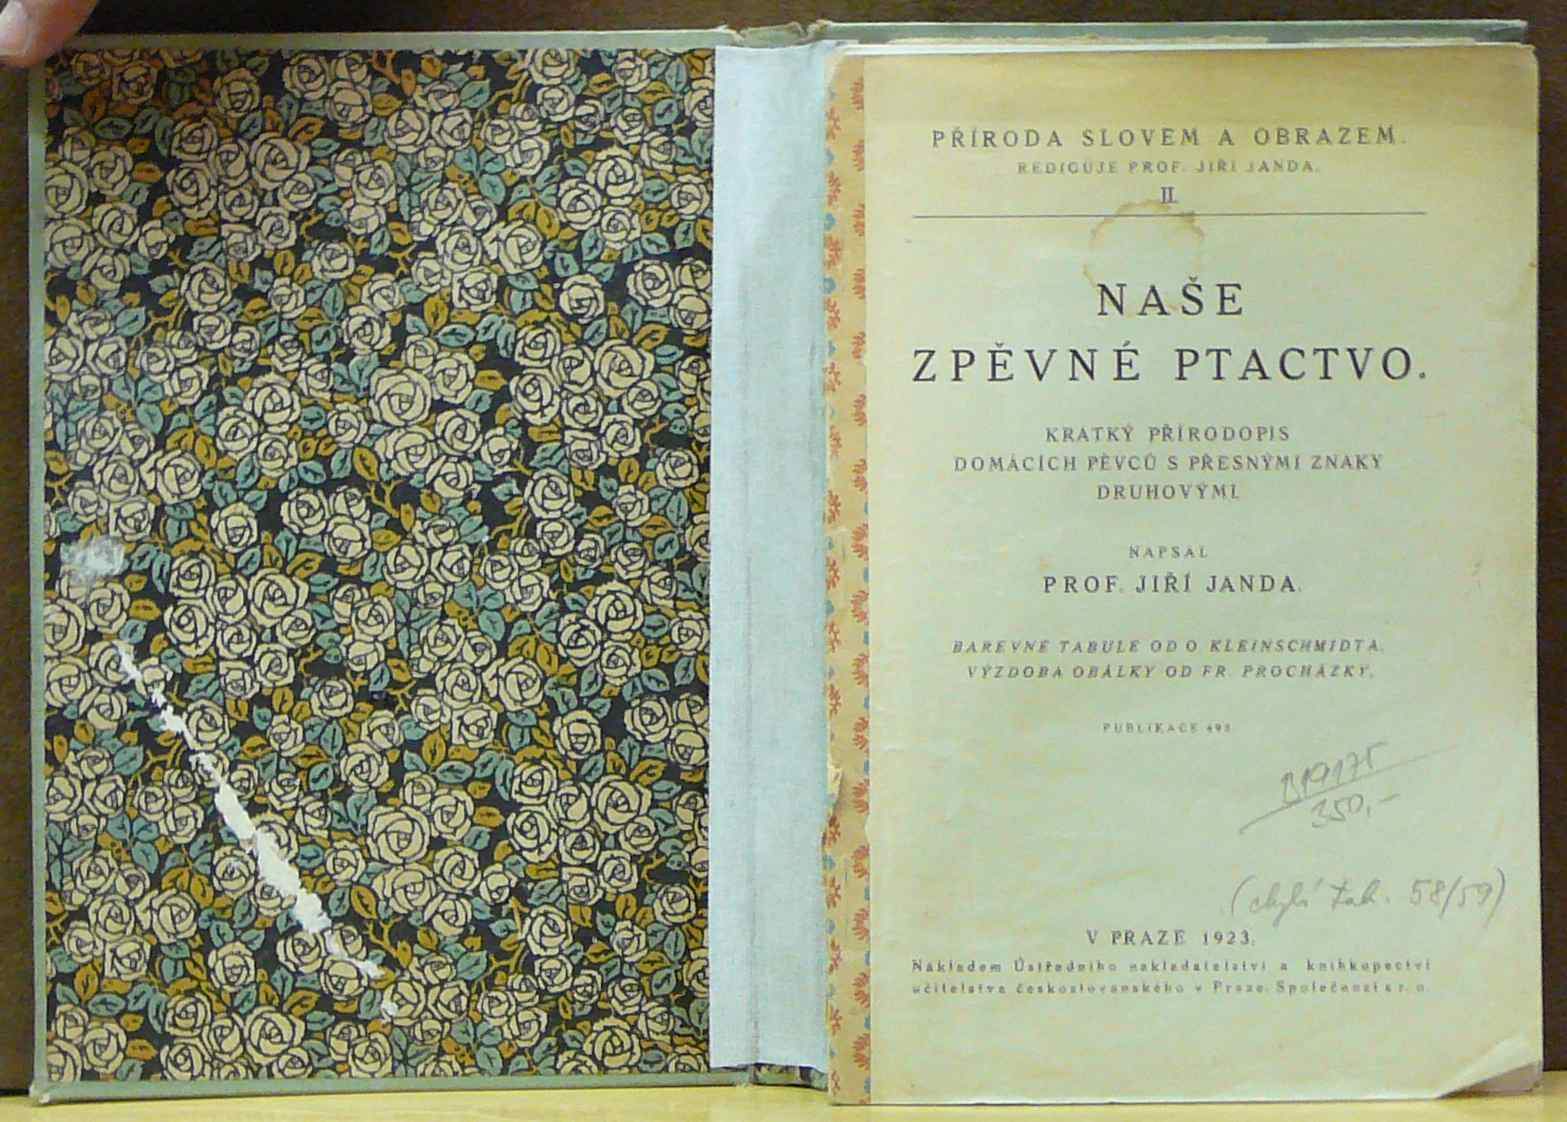 PŘÍRODA SLOVEM A OBRAZEM.
REDIGUJE PROF. JIŘÍ JANDA.
II.
NAŠE
ZPĚVNÉ PTACTVO.
KRATKÝ PŘÍRODOPIS
DOMÁCÍCH PĚVCŮ S PŘESNÝMI ZNAKY
DRUHOVÝMI.
NAPSAL
PROF. JIŘÍ JANDA.
BAREVNÉ TABULE OD O. KLEINSCHMIDTA.
VÝZDOBA OBÁLKY OD FR. PROCHÁZKY.
PUBLIKACE
350,-
(chybí tab. 58/59)
V PRAZE 1923.
Nákladem Ústředního nakladatelství a knihkupectví
učitelstva českoslovanského v Praze. Společnost s r. o.